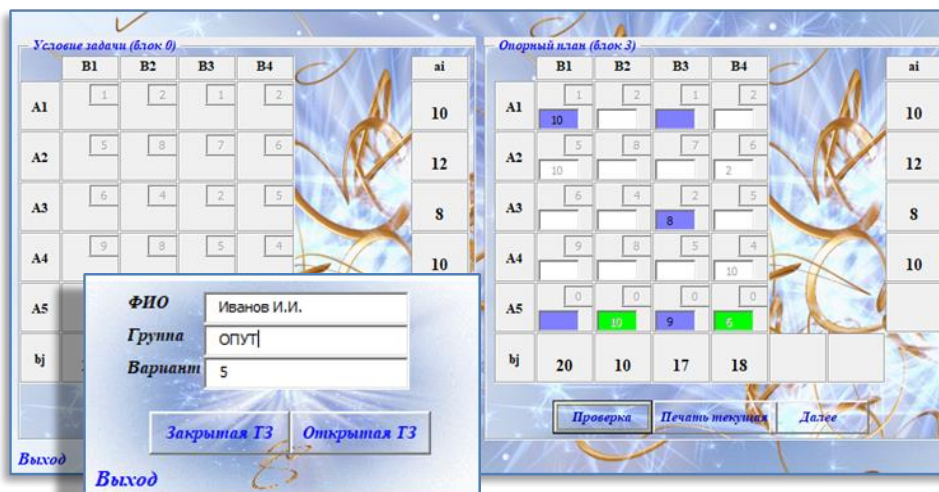 Условие задачи (блок 0)
B1 B2 B3 B4 ai
A1 1 2 1 2 10
A2 5 8 7 6 12
A3 6 4 2 5 8
A4 9 8 5 4 10
A5
bj
Выход
ФИО Иванов И.И.
Группа ОПУТ
Вариант 5
Закрытая ТЗ Открытая ТЗ
Выход
Опорный план (блок 3)
B1 B2 B3 B4 ai
1 2 1 2
A1 10 10
5 8 7 6
A2 10 2 12
6 4 2 5
A3 8 8
9 8 5 4
A4 10 10
0 0 0 0
A5 10 9 6
bj 20 10 17 18
Проверка Печать текущая Далее